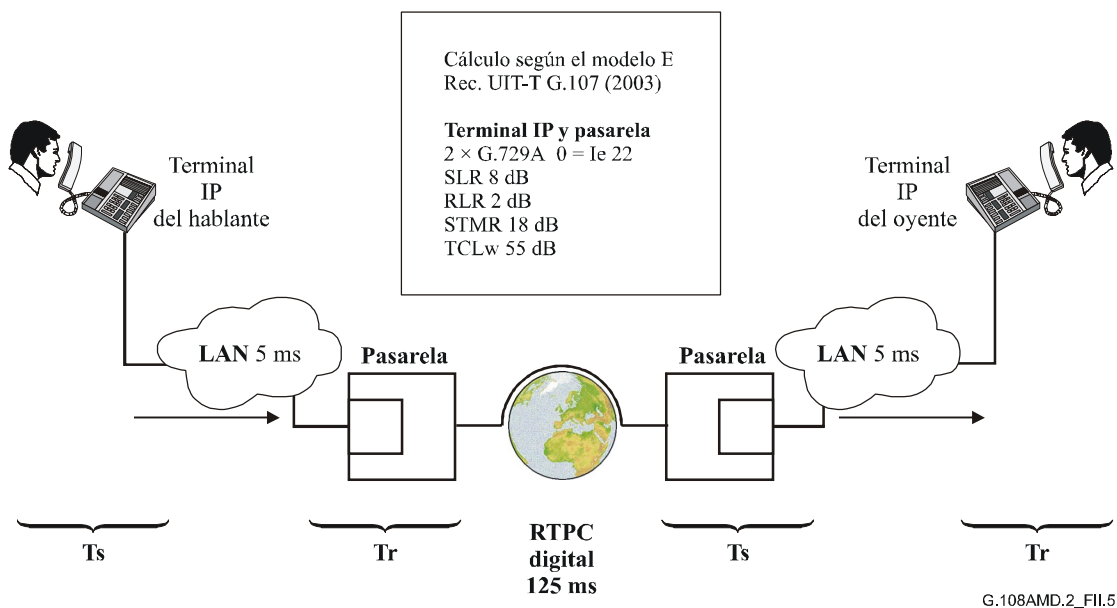 Cálculo según el modelo E
Rec. UIT-T G.107 (2003)
Terminal IP y pasarela
2 × G.729A 0 = Ie 22
SLR 8 dB
RLR 2 dB
STMR 18 dB
TCLw 55 dB
Terminal
IP
del hablante
Terminal
IP
del oyente
LAN 5 ms
Pasarela
Pasarela
LAN 5 ms
Ts
Tr
RTPC
digital
125 ms
Ts
Tr
G.108AMD.2_FII.5